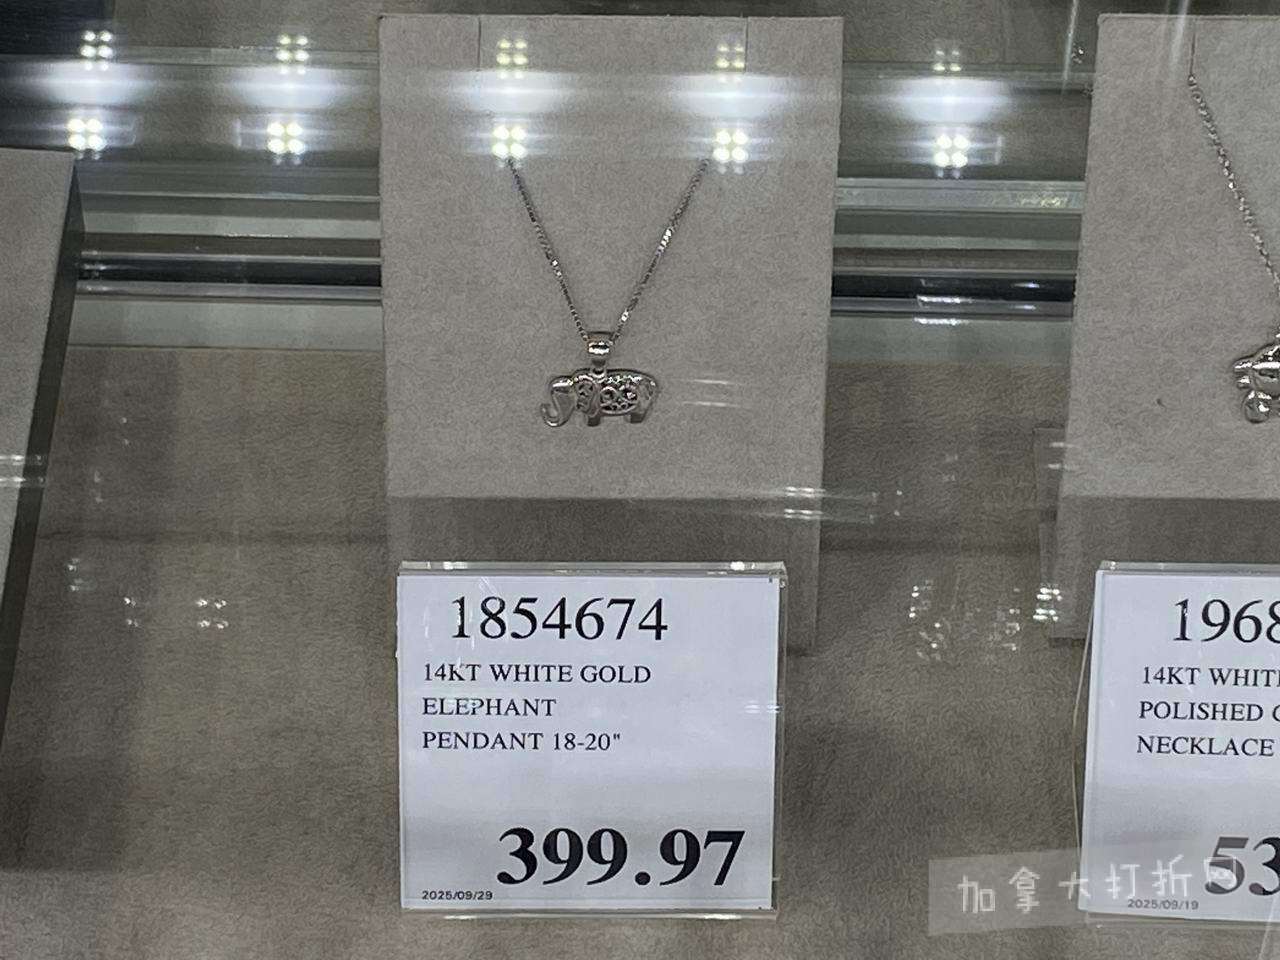 1854674
14KT WHITE GOLD
ELEPHANT
PENDANT 18-20"
399.97
2025/09/29
1968
14KT WHITE
POLISHED
NECKLACE
53
2025/09/19
加拿大打折网